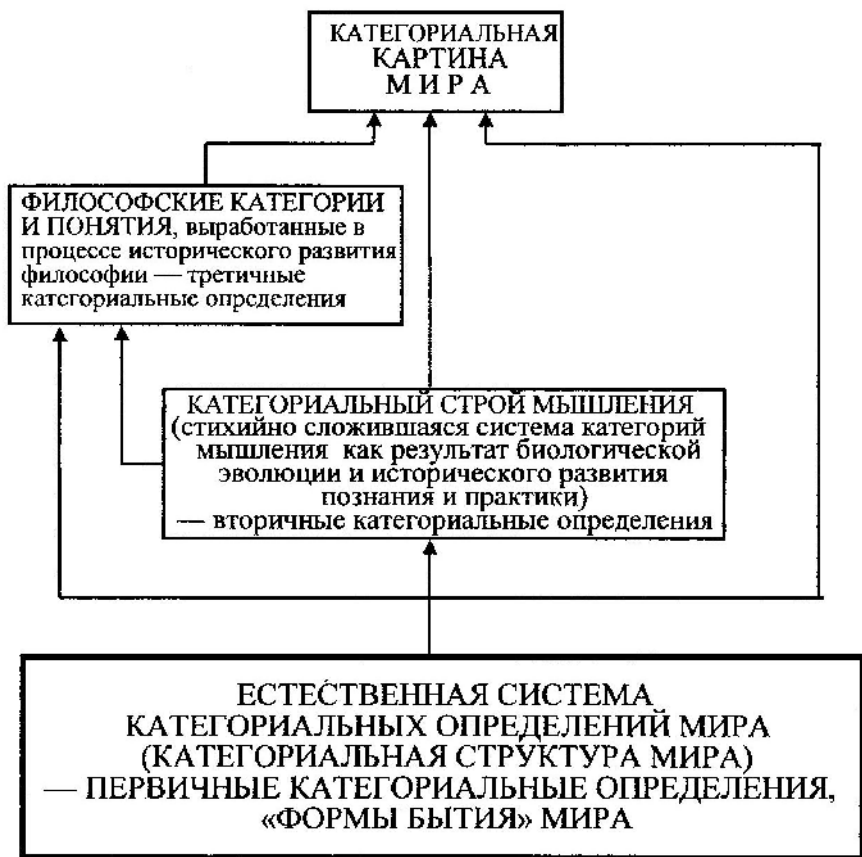 КАТЕГОРИАЛЬНАЯ
КАРТИНА
М И Р А
ФИЛОСОФСКИЕ КАТЕГОРИИ
И ПОНЯТИЯ, выработанные в
процессе исторического развития
философии — третичные
категориальные определения
КАТЕГОРИАЛЬНЫЙ СТРОЙ МЫШЛЕНИЯ
(стихийно сложившаяся система категорий
мышления как результат биологической
эволюции и исторического развития
познания и практики)
— вторичные категориальные определения
ЕСТЕСТВЕННАЯ СИСТЕМА
КАТЕГОРИАЛЬНЫХ ОПРЕДЕЛЕНИЙ МИРА
(КАТЕГОРИАЛЬНАЯ СТРУКТУРА МИРА)
— ПЕРВИЧНЫЕ КАТЕГОРИАЛЬНЫЕ ОПРЕДЕЛЕНИЯ,
«ФОРМЫ БЫТИЯ» МИРА